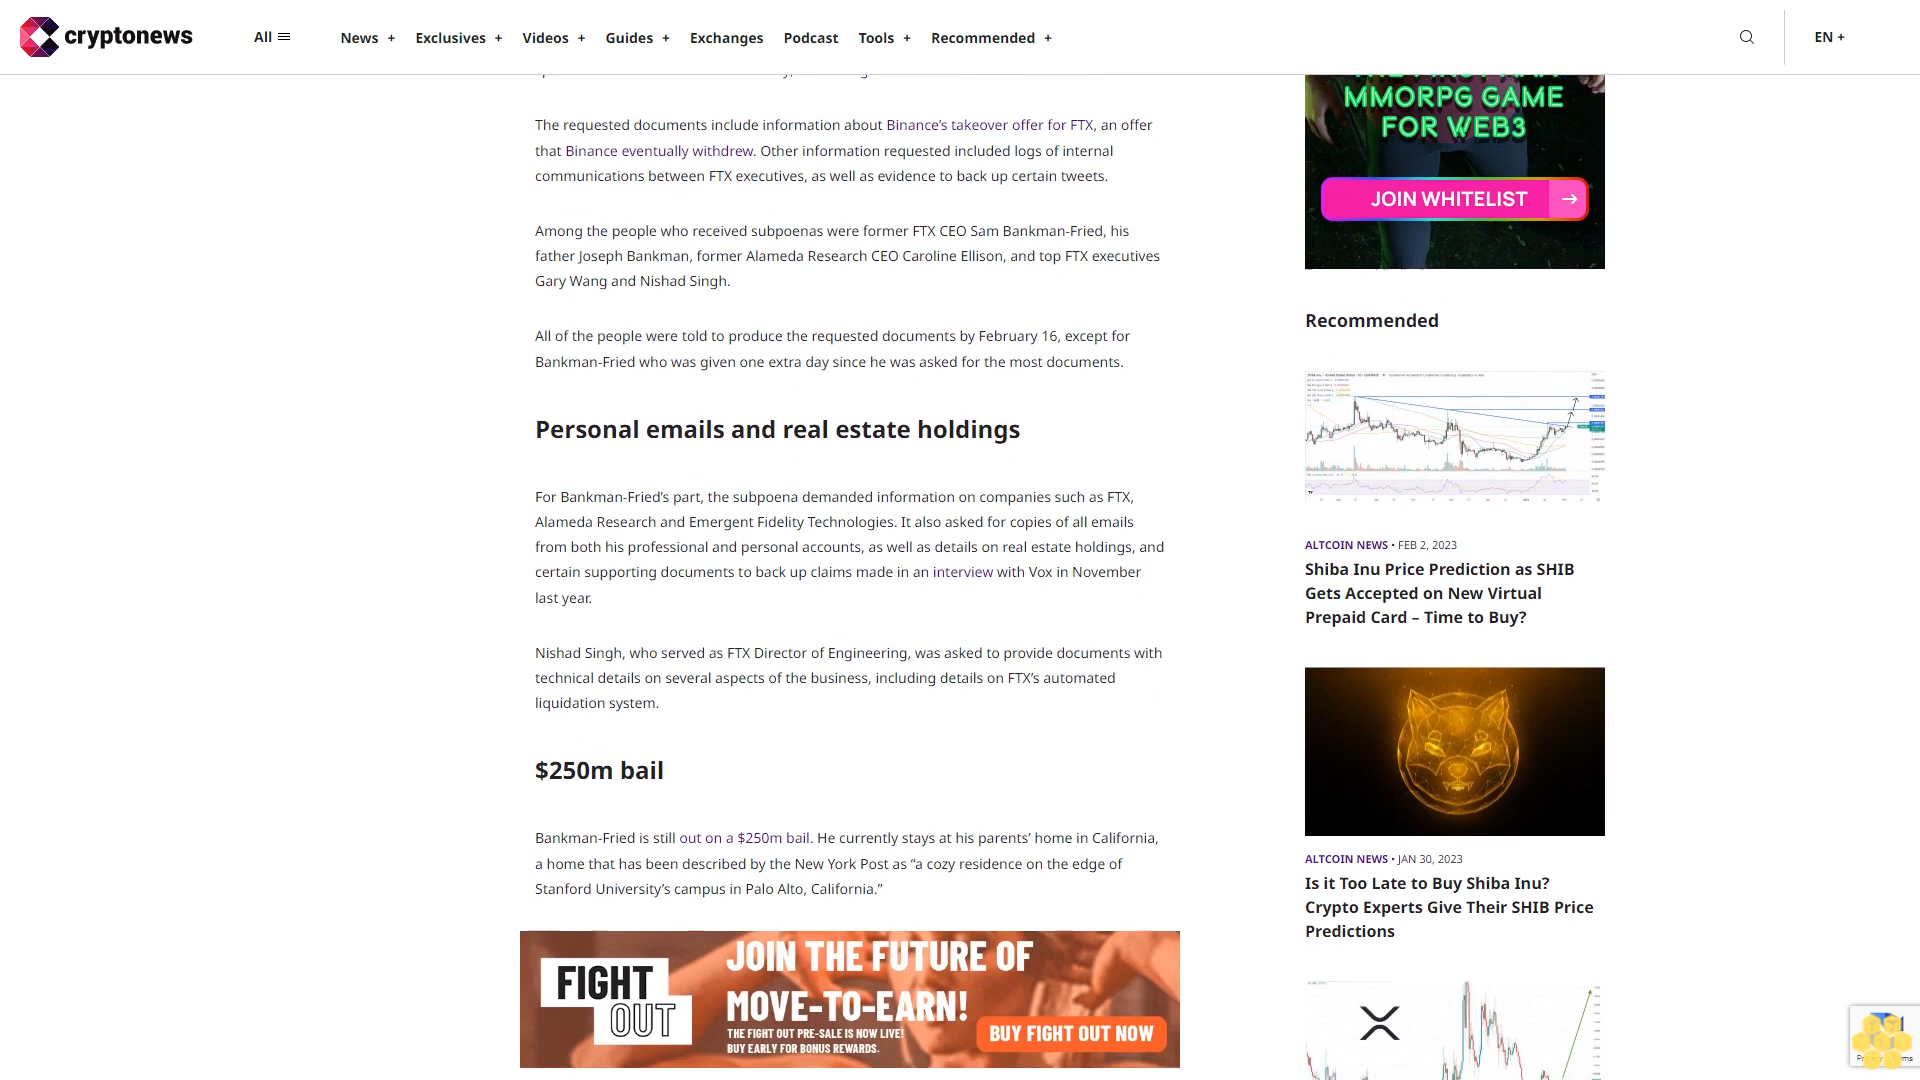 cryptonews
All
News +
Exclusives +
Videos +
Guides +
Exchanges
Podcast
Tools +
Recommended +
EN +
The requested documents include information about Binance’s takeover offer for FTX, an offer
that Binance eventually withdrew. Other information requested included logs of internal
communications between FTX executives, as well as evidence to back up certain tweets.
Among the people who received subpoenas were former FTX CEO Sam Bankman-Fried, his
father Joseph Bankman, former Alameda Research CEO Caroline Ellison, and top FTX executives
Gary Wang and Nishad Singh.
All of the people were told to produce the requested documents by February 16, except for
Bankman-Fried who was given one extra day since he was asked for the most documents.
Personal emails and real estate holdings
For Bankman-Fried’s part, the subpoena demanded information on companies such as FTX,
Alameda Research and Emergent Fidelity Technologies. It also asked for copies of all emails
from both his professional and personal accounts, as well as details on real estate holdings, and
certain supporting documents to back up claims made in an interview with Vox in November
last year.
Nishad Singh, who served as FTX Director of Engineering, was asked to provide documents with
technical details on several aspects of the business, including details on FTX’s automated
liquidation system.
$250m bail
Bankman-Fried is still out on a $250m bail. He currently stays at his parents’ home in California,
a home that has been described by the New York Post as “a cozy residence on the edge of
Stanford University’s campus in Palo Alto, California.”
FIGHT
OUT
JOIN THE FUTURE OF
MOVE-TO-EARN!
THE FIGHT OUT PRE-SALE IS NOW LIVE!
BUY EARLY FOR BONUS REWARDS.
BUY FIGHT OUT NOW
MMORPG GAME
FOR WEB3
JOIN WHITELIST
Recommended
ALTCOIN NEWS • FEB 2, 2023
Shiba Inu Price Prediction as SHIB
Gets Accepted on New Virtual
Prepaid Card – Time to Buy?
ALTCOIN NEWS • JAN 30, 2023
Is it Too Late to Buy Shiba Inu?
Crypto Experts Give Their SHIB Price
Predictions